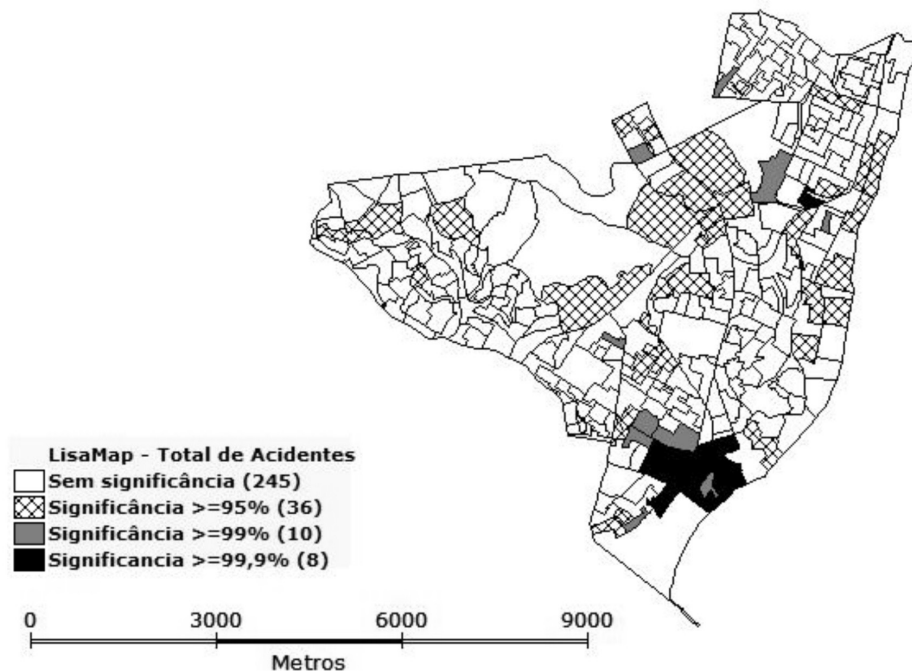 LisaMap - Total de Acidentes
Sem significância (245)
Significância >=95% (36)
Significância >=99% (10)
Significancia >=99,9% (8)
0 3000 6000 9000
Metros